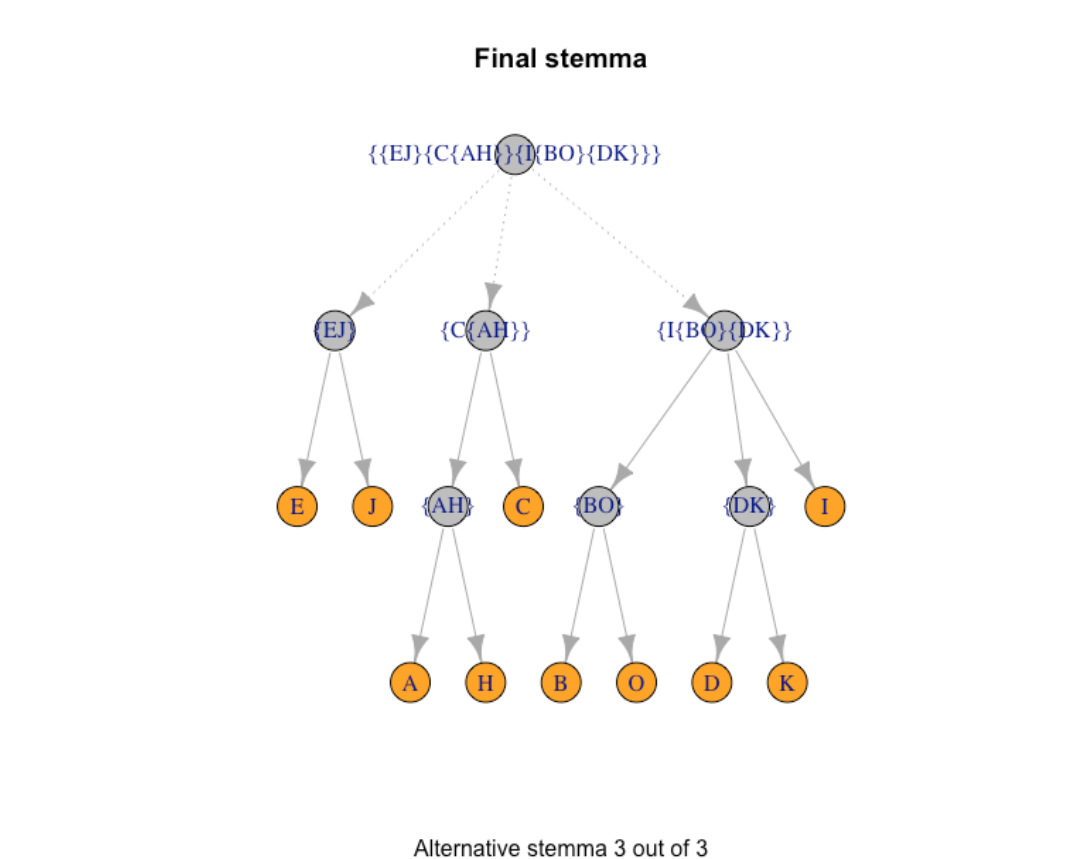 Final stemma
{{EJ}{C{AH}}{I{BO}{DK}}}
{EJ} {C{AH}} {I{BO}{DK}}
E J {AH} C {BO} {DK} I
A H B O D K
Alternative stemma 3 out of 3